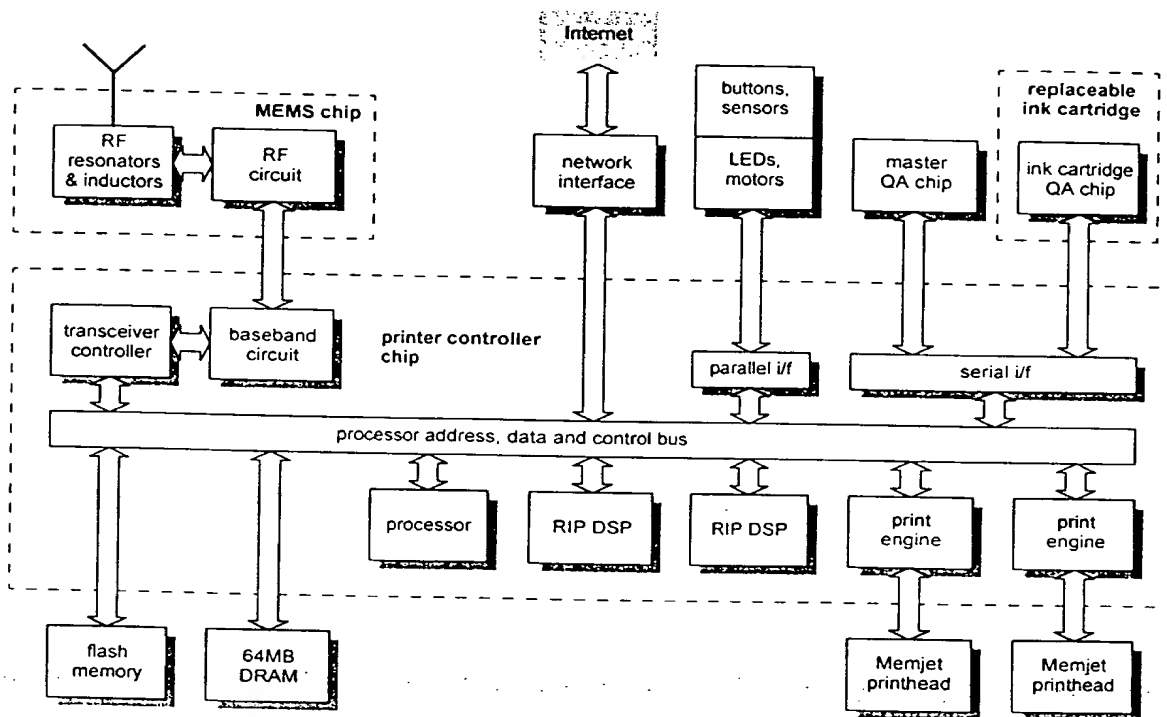 Internet
MEMS chip
RF
resonators
& inductors
RF
circuit
network
interface
buttons,
sensors
LEDs,
motors
master
QA chip
replaceable
ink cartridge
ink cartridge
QA chip
transceiver
controller
baseband
circuit
printer controller
chip
parallel i/f
serial i/f
processor address, data and control bus
processor
RIP DSP
RIP DSP
print
engine
print
engine
flash
memory
64MB
DRAM
Memjet
printhead
Memjet
printhead